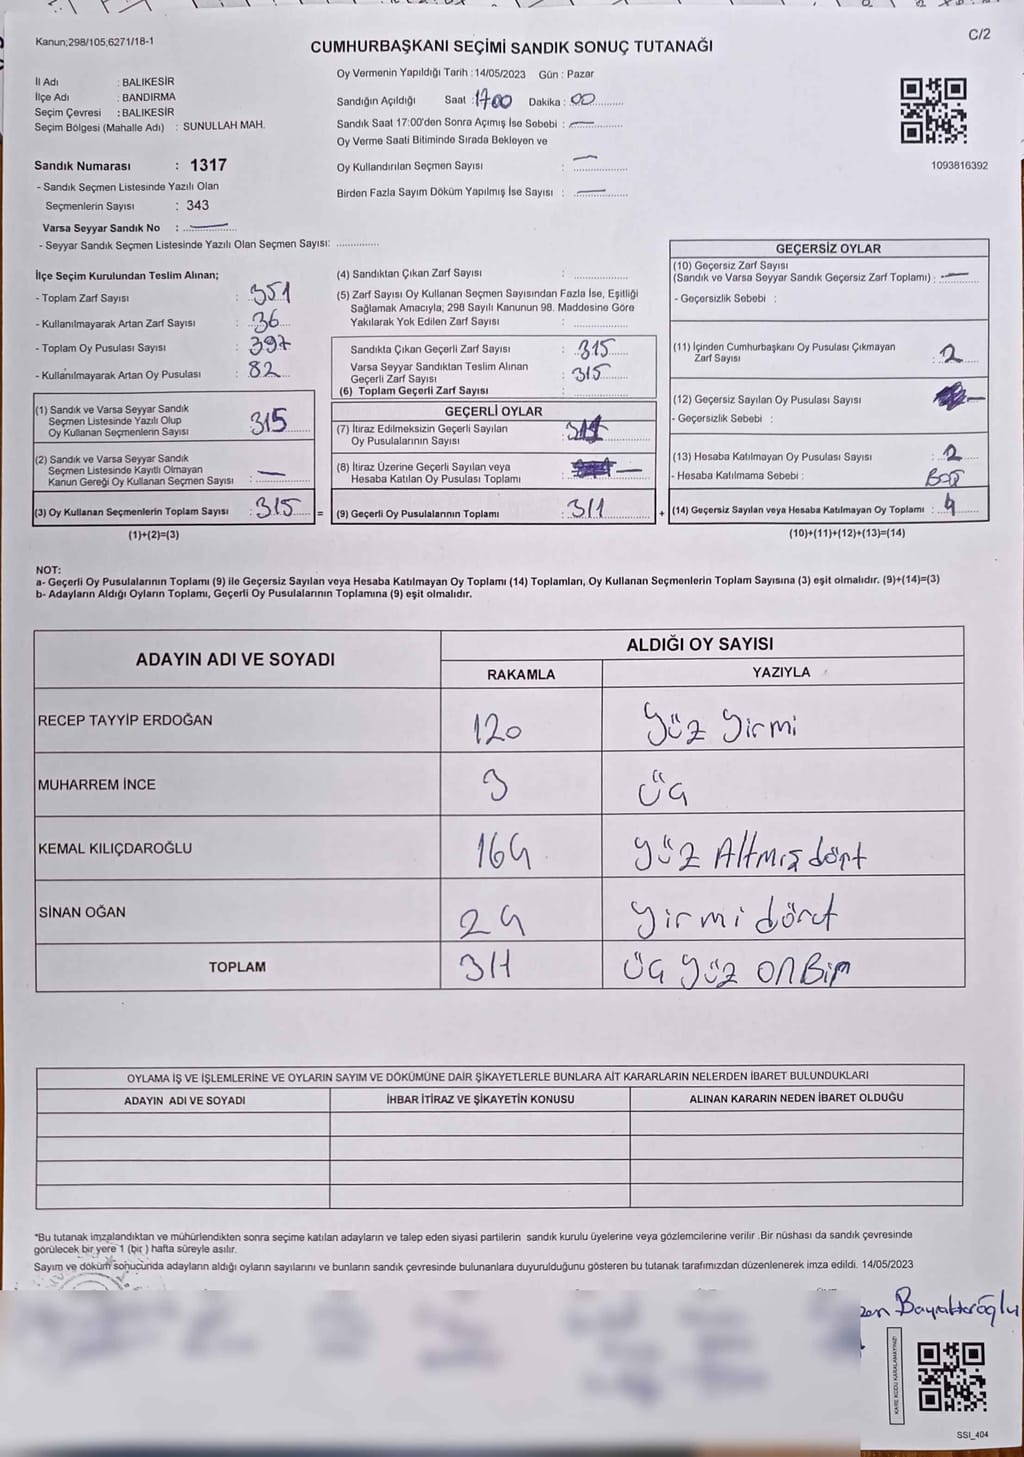 Kanun;298/105,6271/18-1
C/2
CUMHURBAŞKANI SEÇİMİ SANDIK SONUÇ TUTANAĞI
İl Adı : BALIKESİR
İlçe Adı : BANDIRMA
Seçim Çevresi : BALIKESİR
Seçim Bölgesi (Mahalle Adı) : SUNULLAH MAH.
Sandık Numarası : 1317
- Sandık Seçmen Listesinde Yazılı Olan
Seçmenlerin Sayısı : 343
Varsa Seyyar Sandık No :
- Seyyar Sandık Seçmen Listesinde Yazılı Olan Seçmen Sayısı: ..............
Oy Vermenin Yapıldığı Tarih : 14/05/2023 Gün : Pazar
Sandığın Açıldığı Saat : 1700 Dakika : 00
Sandık Saat 17:00'den Sonra Açımış İse Sebebi : —
Oy Verme Saati Bitiminde Sırada Bekleyen ve
Oy Kullandırılan Seçmen Sayısı : —
Birden Fazla Sayım Döküm Yapılmış İse Sayısı : —
1093816392
İlçe Seçim Kurulundan Teslim Alınan;
- Toplam Zarf Sayısı : 351
- Kullanılmayarak Artan Zarf Sayısı : 36
- Toplam Oy Pusulası Sayısı : 397
- Kullanılmayarak Artan Oy Pusulası : 82
(1) Sandık ve Varsa Seyyar Sandık
Seçmen Listesinde Yazılı Olup
Oy Kullanan Seçmenlerin Sayısı : 315
(2) Sandık ve Varsa Seyyar Sandık
Seçmen Listesinde Kayıtlı Olmayan
Kanun Gereği Oy Kullanan Seçmen Sayısı : —
(3) Oy Kullanan Seçmenlerin Toplam Sayısı : 315 =
(1)+(2)=(3)
(4) Sandıktan Çıkan Zarf Sayısı :
(5) Zarf Sayısı Oy Kullanan Seçmen Sayısından Fazla İse, Eşitliği
Sağlamak Amacıyla; 298 Sayılı Kanunun 98. Maddesine Göre
Yakılarak Yok Edilen Zarf Sayısı :
Sandıkta Çıkan Geçerli Zarf Sayısı : 315
Varsa Seyyar Sandıktan Teslim Alınan
Geçerli Zarf Sayısı : 315
(6) Toplam Geçerli Zarf Sayısı :
GEÇERLİ OYLAR
(7) İtiraz Edilmeksizin Geçerli Sayılan
Oy Pusulalarının Sayısı : 311
(8) İtiraz Üzerine Geçerli Sayılan veya
Hesaba Katılan Oy Pusulası Toplamı : —
(9) Geçerli Oy Pusulalarının Toplamı : 311 +
GEÇERSİZ OYLAR
(10) Geçersiz Zarf Sayısı
(Sandık ve Varsa Seyyar Sandık Geçersiz Zarf Toplamı) : —
- Geçersizlik Sebebi :
(11) İçinden Cumhurbaşkanı Oy Pusulası Çıkmayan
Zarf Sayısı : 2
(12) Geçersiz Sayılan Oy Pusulası Sayısı : —
- Geçersizlik Sebebi :
(13) Hesaba Katılmayan Oy Pusulası Sayısı : 2
- Hesaba Katılmama Sebebi : Boş
(14) Geçersiz Sayılan veya Hesaba Katılmayan Oy Toplamı : 4
(10)+(11)+(12)+(13)=(14)
NOT:
a- Geçerli Oy Pusulalarının Toplamı (9) ile Geçersiz Sayılan veya Hesaba Katılmayan Oy Toplamı (14) Toplamları, Oy Kullanan Seçmenlerin Toplam Sayısına (3) eşit olmalıdır. (9)+(14)=(3)
b- Adayların Aldığı Oyların Toplamı, Geçerli Oy Pusulalarının Toplamına (9) eşit olmalıdır.
ADAYIN ADI VE SOYADI
ALDIĞI OY SAYISI
RAKAMLA YAZIYLA
RECEP TAYYİP ERDOĞAN 120 Yüz Yirmi
MUHARREM İNCE 3 Üç
KEMAL KILIÇDAROĞLU 164 Yüz Altmış dört
SİNAN OĞAN 24 Yirmi dört
TOPLAM 311 Üç yüz on Bir
OYLAMA İŞ VE İŞLEMLERİNE VE OYLARIN SAYIM VE DÖKÜMÜNE DAİR ŞİKAYETLERLE BUNLARA AİT KARARLARIN NELERDEN İBARET BULUNDUKLARI
ADAYIN ADI VE SOYADI İHBAR İTİRAZ VE ŞİKAYETİN KONUSU ALINAN KARARIN NEDEN İBARET OLDUĞU
*Bu tutanak imzalandıktan ve mühürlendikten sonra seçime katılan adayların ve talep eden siyasi partilerin sandık kurulu üyelerine veya gözlemcilerine verilir .Bir nüshası da sandık çevresinde
görülecek bir yere 1 (bir ) hafta süreyle asılır.
Sayım ve döküm sonucunda adayların aldığı oyların sayılarını ve bunların sandık çevresinde bulunanlara duyurulduğunu gösteren bu tutanak tarafımızdan düzenlenerek imza edildi. 14/05/2023
Bayraktaroğlu
KARE KODU KARALAMAYINIZ!
SSI_404